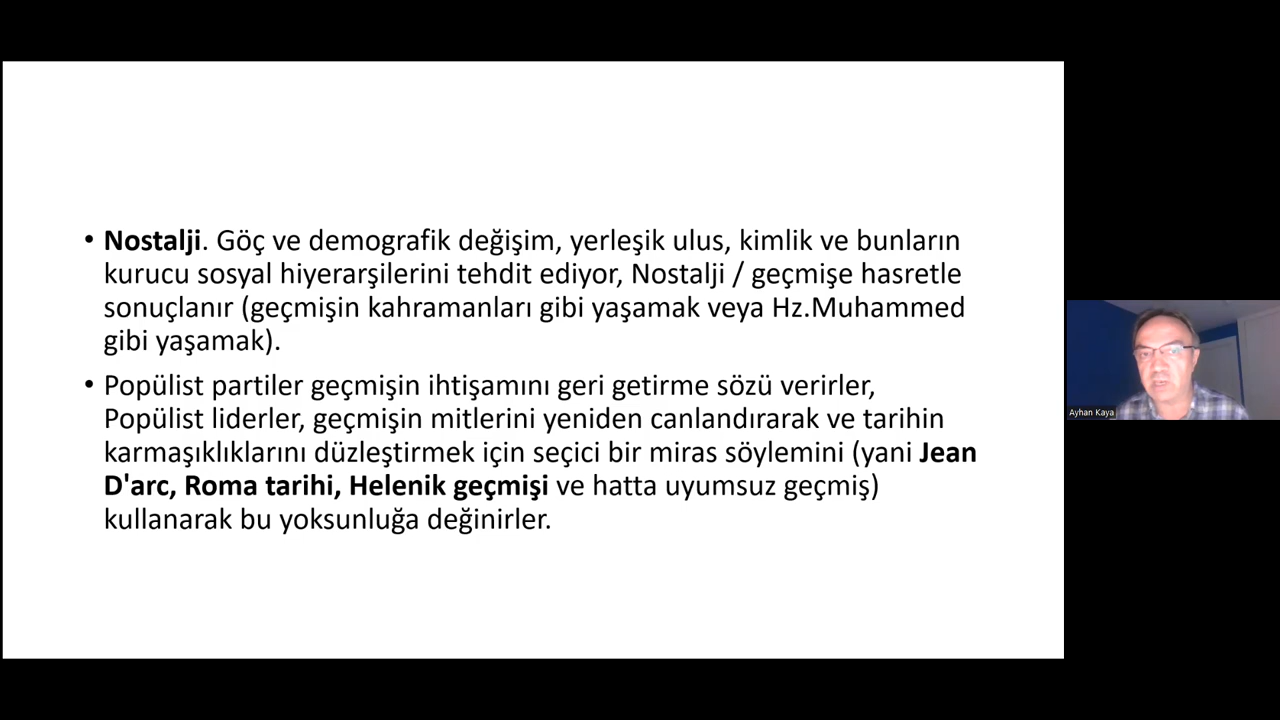 • Nostalji. Göç ve demografik değişim, yerleşik ulus, kimlik ve bunların
kurucu sosyal hiyerarşilerini tehdit ediyor, Nostalji / geçmişe hasretle
sonuçlanır (geçmişin kahramanları gibi yaşamak veya Hz.Muhammed
gibi yaşamak).
• Popülist partiler geçmişin ihtişamını geri getirme sözü verirler,
Popülist liderler, geçmişin mitlerini yeniden canlandırarak ve tarihin
karmaşıklıklarını düzleştirmek için seçici bir miras söylemini (yani Jean
D'arc, Roma tarihi, Helenik geçmişi ve hatta uyumsuz geçmiş)
kullanarak bu yoksunluğa değinirler.
Ayhan Kaya